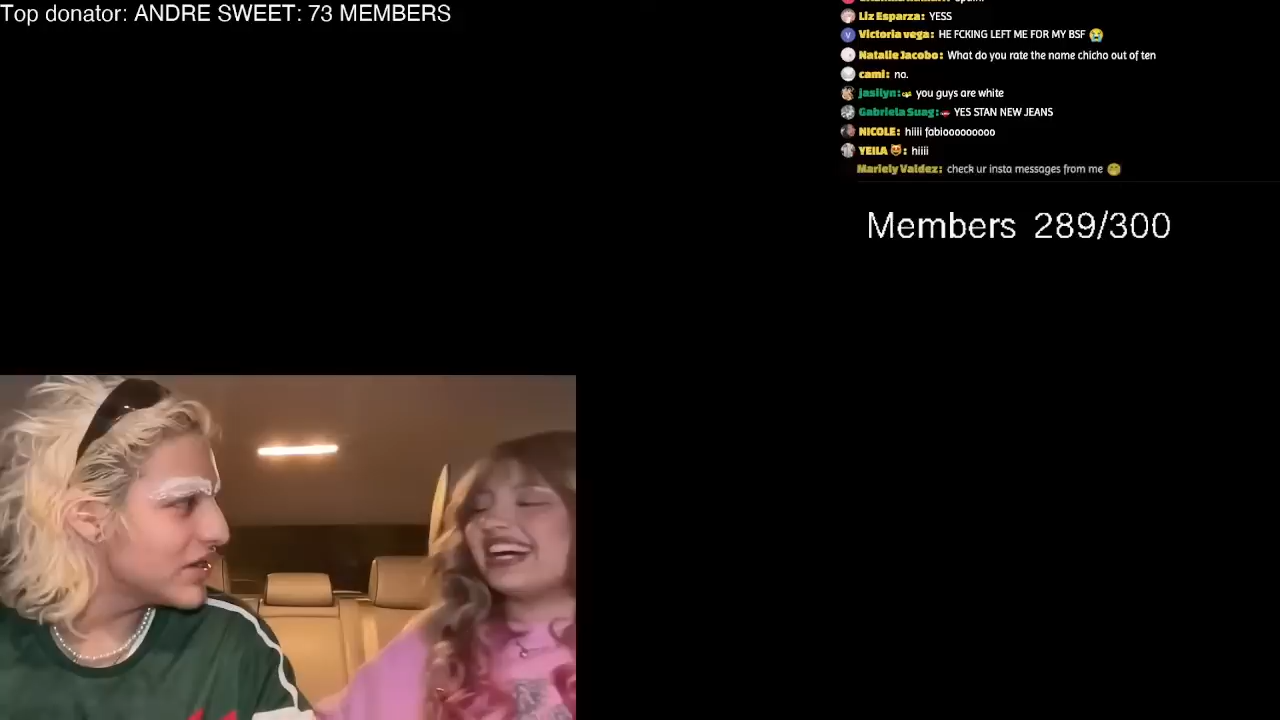 Top donator: ANDRE SWEET: 73 MEMBERS
Liz Esparza: YESS
Victoria vega: HE FCKING LEFT ME FOR MY BSF 😭
Natalie Jacobo: What do you rate the name chicho out of ten
cami: no.
jasilyn: you guys are white
Gabriela Suag: YES STAN NEW JEANS
NICOLE: hiiii fabiooooooooo
YEILA 😻: hiiii
Mariely Valdez: check ur insta messages from me 🤭
Members 289/300